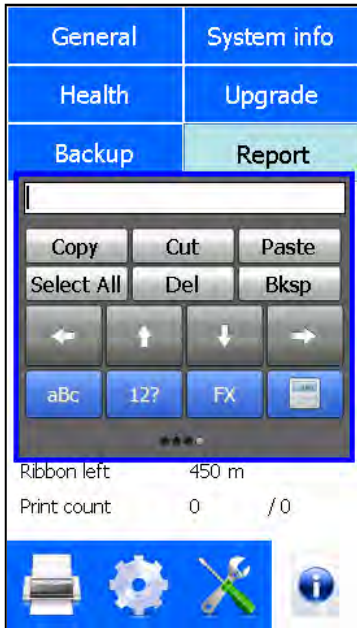 General System info
Health Upgrade
Backup Report
Copy Cut Paste
Select All Del Bksp
aBc 12? FX
Ribbon left 450 m
Print count 0 / 0
i